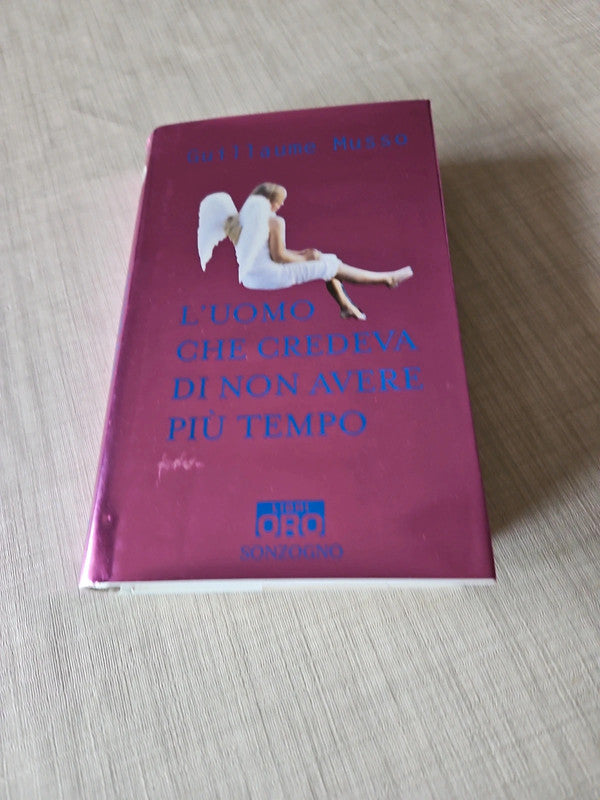 Guillaume Musso
L'UOMO
CHE CREDEVA
DI NON AVERE
PIÙ TEMPO
ORO
SONZOGNO